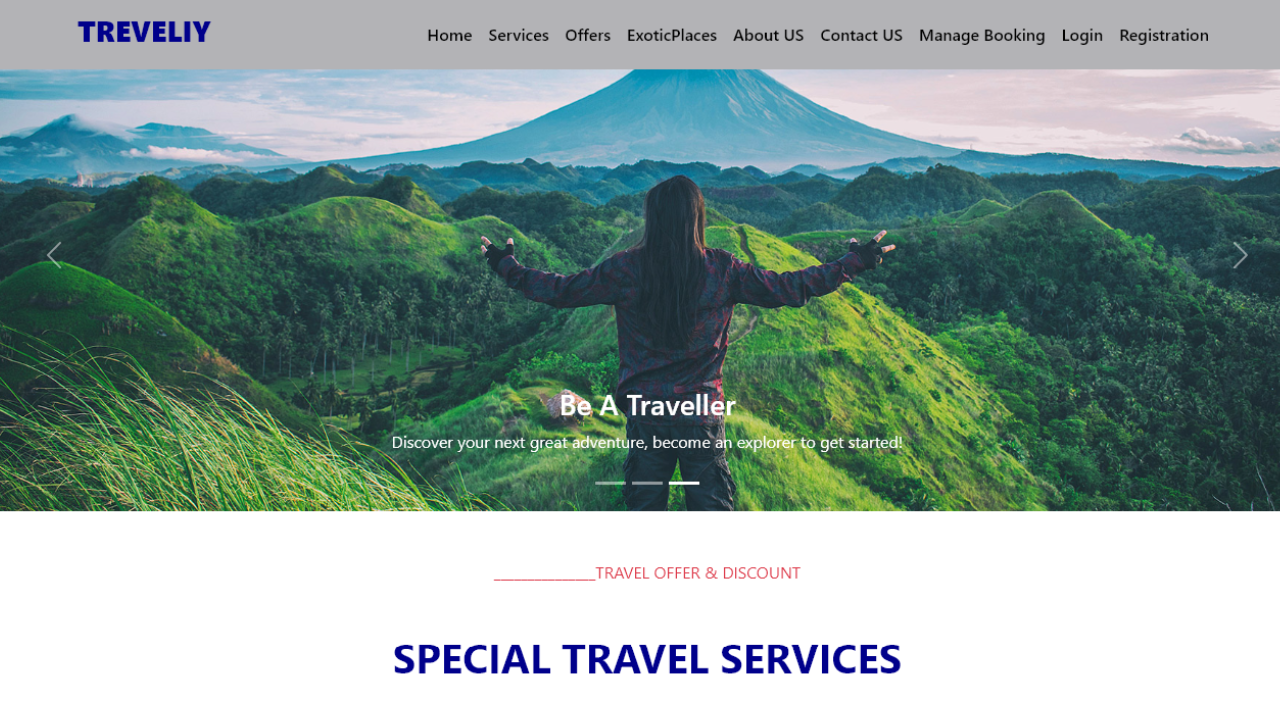 TREVELIY
Home Services Offers ExoticPlaces About US Contact US Manage Booking Login Registration
Be A Traveller
Discover your next great adventure, become an explorer to get started!
_______________TRAVEL OFFER & DISCOUNT
SPECIAL TRAVEL SERVICES